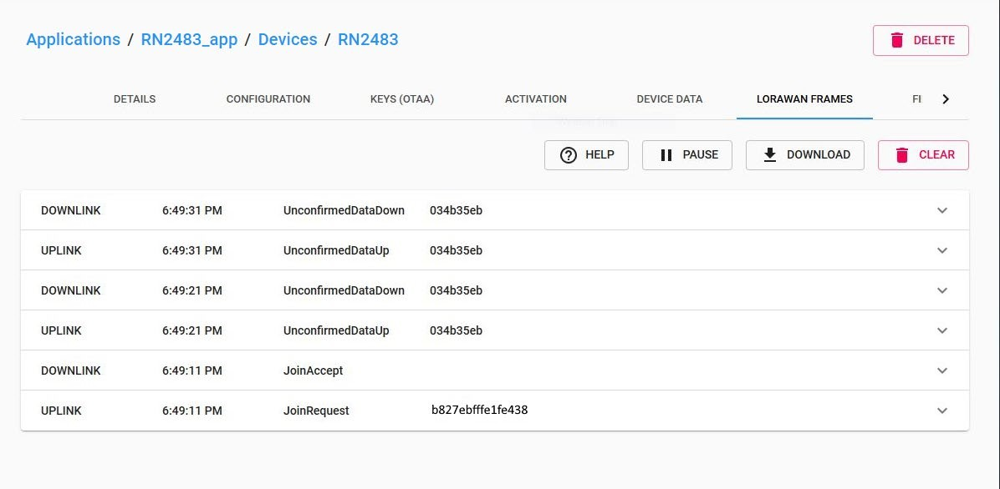 Applications / RN2483_app / Devices / RN2483
DELETE
DETAILS CONFIGURATION KEYS (OTAA) ACTIVATION DEVICE DATA LORAWAN FRAMES FI
HELP PAUSE DOWNLOAD CLEAR
DOWNLINK 6:49:31 PM UnconfirmedDataDown 034b35eb
UPLINK 6:49:31 PM UnconfirmedDataUp 034b35eb
DOWNLINK 6:49:21 PM UnconfirmedDataDown 034b35eb
UPLINK 6:49:21 PM UnconfirmedDataUp 034b35eb
DOWNLINK 6:49:11 PM JoinAccept
UPLINK 6:49:11 PM JoinRequest b827ebfffe1fe438